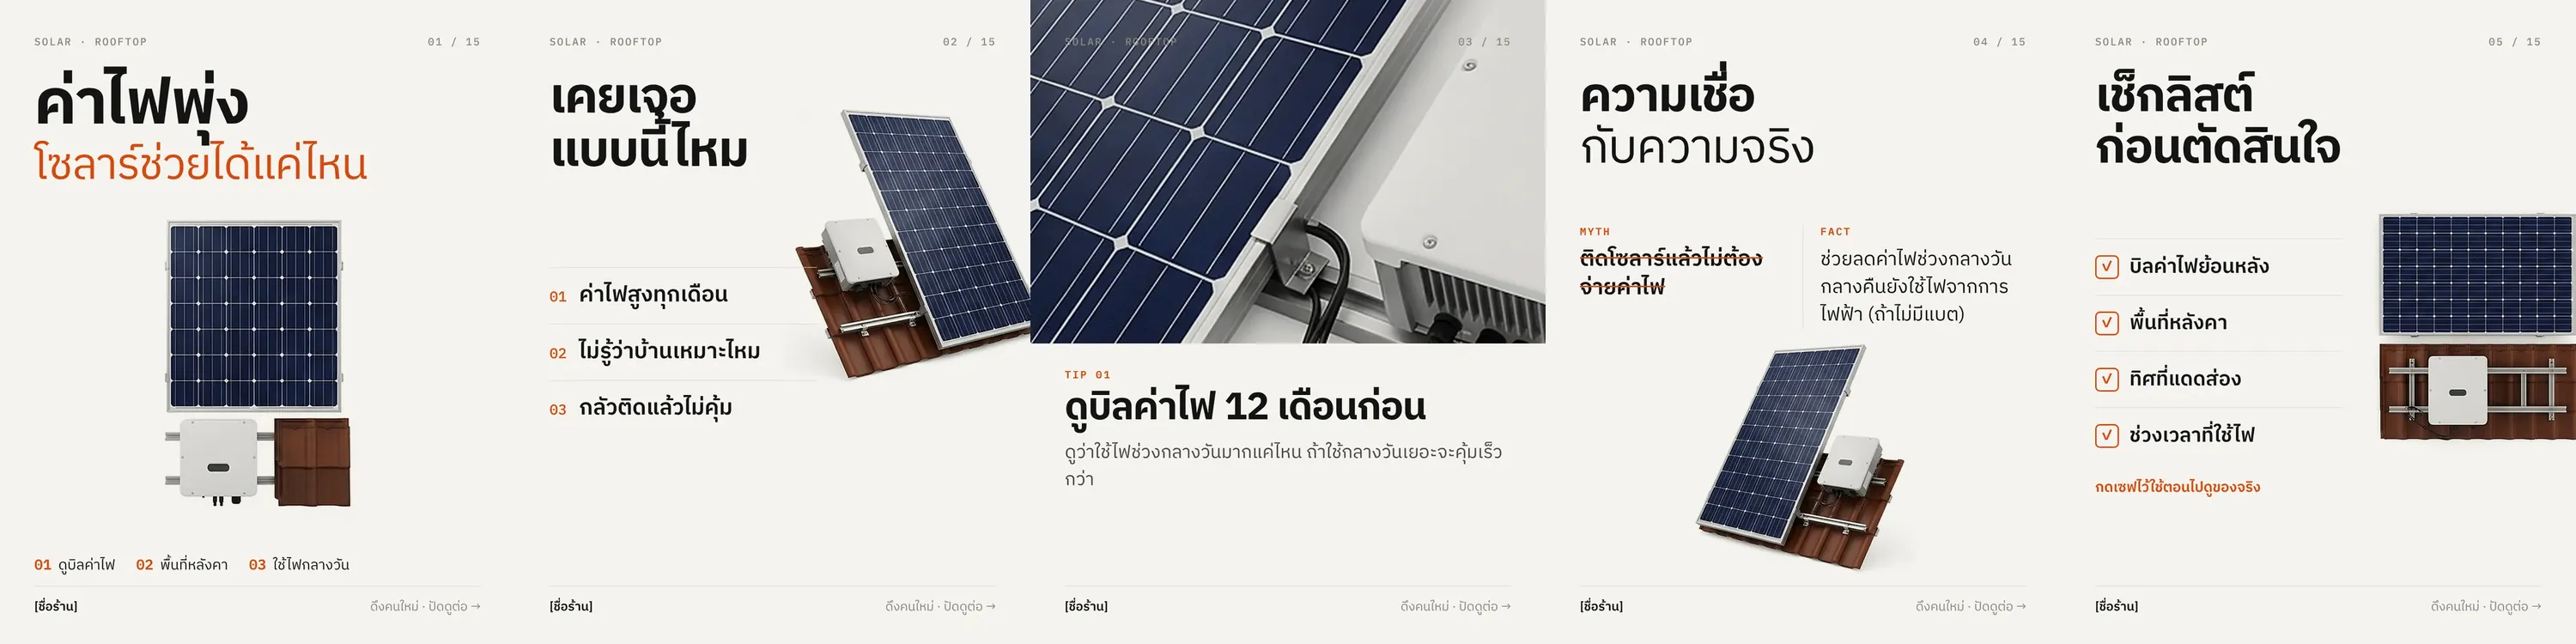 SOLAR · ROOFTOP
01 / 15
ค่าไฟพุ่ง
โซลาร์ช่วยได้แค่ไหน
01 ดูบิลค่าไฟ 02 พื้นที่หลังคา 03 ใช้ไฟกลางวัน
[ชื่อร้าน]
ดึงคนใหม่ · ปัดดูต่อ →
SOLAR · ROOFTOP
02 / 15
เคยเจอ
แบบนี้ไหม
01 ค่าไฟสูงทุกเดือน
02 ไม่รู้ว่าบ้านเหมาะไหม
03 กลัวติดแล้วไม่คุ้ม
[ชื่อร้าน]
ดึงคนใหม่ · ปัดดูต่อ →
SOLAR · ROOFTOP
03 / 15
TIP 01
ดูบิลค่าไฟ 12 เดือนก่อน
ดูว่าใช้ไฟช่วงกลางวันมากแค่ไหน ถ้าใช้กลางวันเยอะจะคุ้มเร็ว
กว่า
[ชื่อร้าน]
ดึงคนใหม่ · ปัดดูต่อ →
SOLAR · ROOFTOP
04 / 15
ความเชื่อ
กับความจริง
MYTH
ติดโซลาร์แล้วไม่ต้อง
จ่ายค่าไฟ
FACT
ช่วยลดค่าไฟช่วงกลางวัน
กลางคืนยังใช้ไฟจากการ
ไฟฟ้า (ถ้าไม่มีแบต)
[ชื่อร้าน]
ดึงคนใหม่ · ปัดดูต่อ →
SOLAR · ROOFTOP
05 / 15
เช็กลิสต์
ก่อนตัดสินใจ
บิลค่าไฟย้อนหลัง
พื้นที่หลังคา
ทิศที่แดดส่อง
ช่วงเวลาที่ใช้ไฟ
กดเซฟไว้ใช้ตอนไปดูของจริง
[ชื่อร้าน]
ดึงคนใหม่ · ปัดดูต่อ →